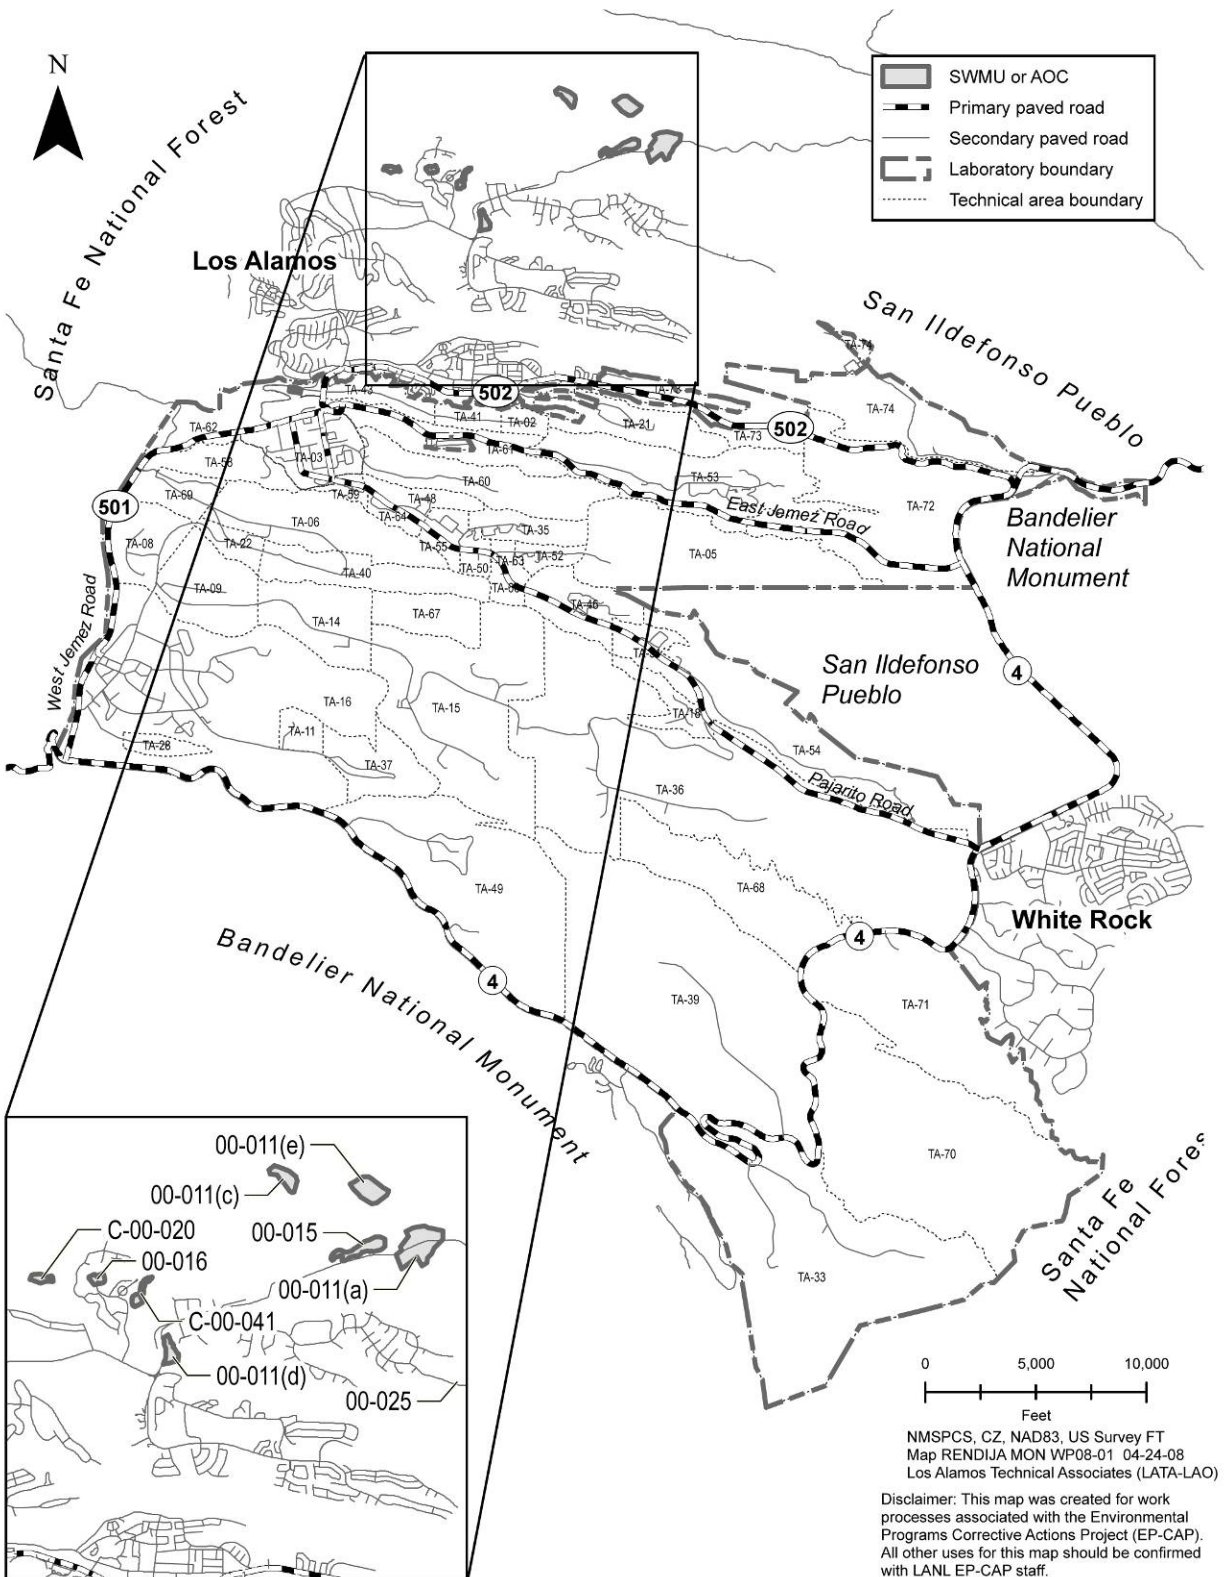 N
SWMU or AOC
Primary paved road
Secondary paved road
Laboratory boundary
Technical area boundary
Santa Fe National Forest
Los Alamos
San Ildefonso Pueblo
TA-74
TA-43
502
TA-73
TA-74
TA-41
TA-02
TA-21
TA-73
502
TA-62
TA-58
TA-03
TA-61
TA-60
TA-53
501
TA-69
TA-59
TA-48
TA-64
East Jemez Road
TA-72
Bandelier
National
Monument
TA-06
TA-35
TA-08
TA-22
TA-55
TA-52
TA-05
TA-50
TA-63
TA-40
TA-09
TA-46
TA-67
TA-14
West Jemez Road
San Ildefonso
Pueblo
4
TA-16
TA-15
TA-18
TA-11
TA-28
TA-37
TA-54
TA-36
Pajarito Road
TA-49
TA-68
White Rock
4
Bandelier National Monument
4
TA-39
TA-71
TA-70
TA-33
Santa Fe
National Fores
00-011(e)
00-011(c)
C-00-020
00-015
00-016
00-011(a)
C-00-041
00-011(d)
00-025
0 5,000 10,000
Feet
NMSPCS, CZ, NAD83, US Survey FT
Map RENDIJA MON WP08-01 04-24-08
Los Alamos Technical Associates (LATA-LAO)
Disclaimer: This map was created for work
processes associated with the Environmental
Programs Corrective Actions Project (EP-CAP).
All other uses for this map should be confirmed
with LANL EP-CAP staff.